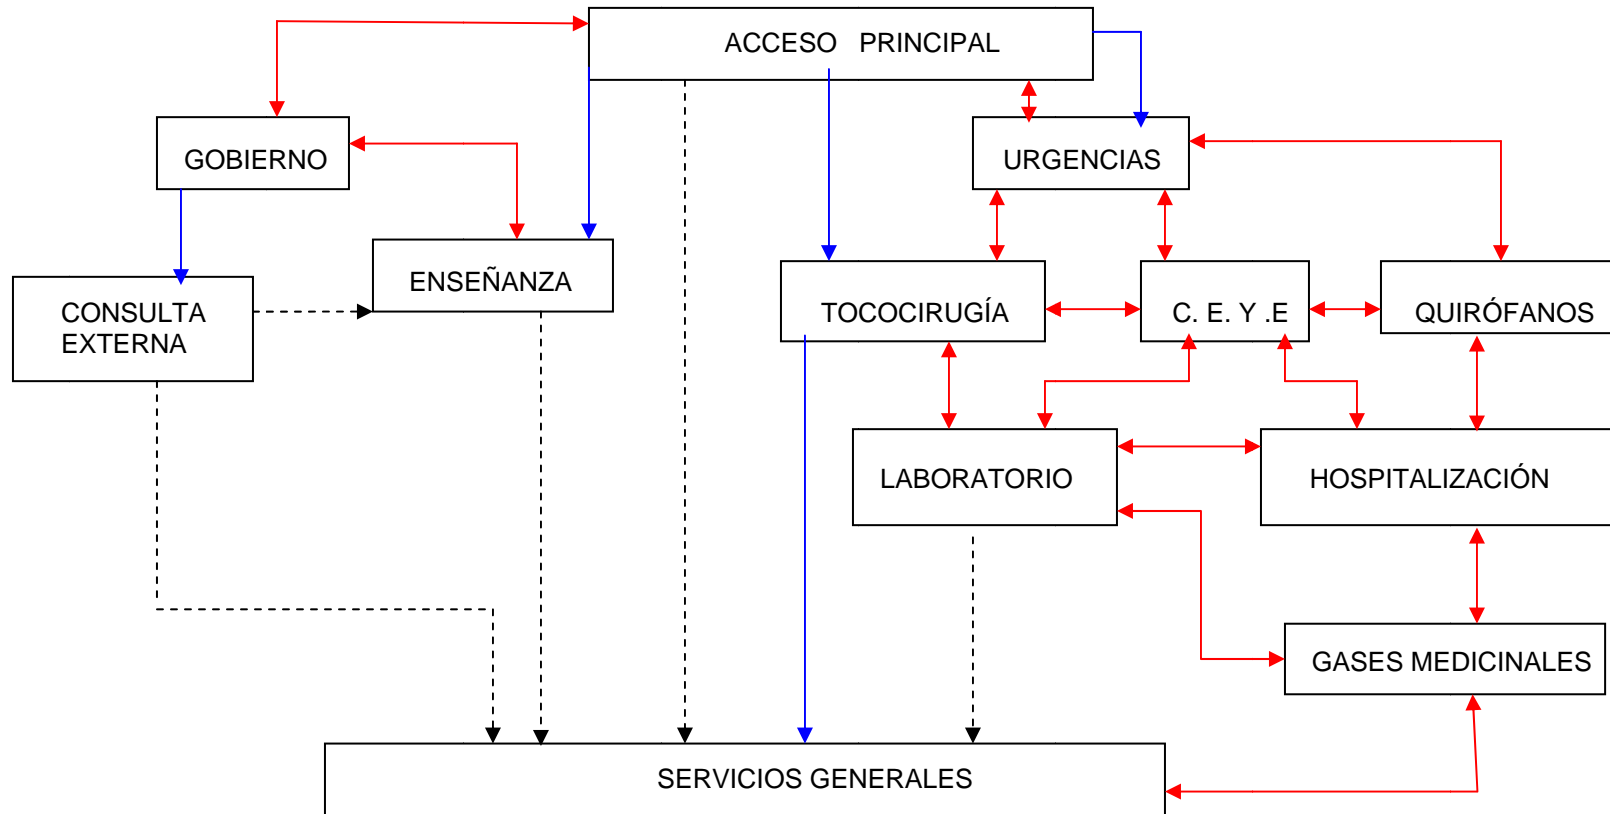 ACCESO PRINCIPAL
GOBIERNO
URGENCIAS
ENSEÑANZA
CONSULTA
EXTERNA
TOCOCIRUGÍA
C. E. Y .E
QUIRÓFANOS
LABORATORIO
HOSPITALIZACIÓN
GASES MEDICINALES
SERVICIOS GENERALES